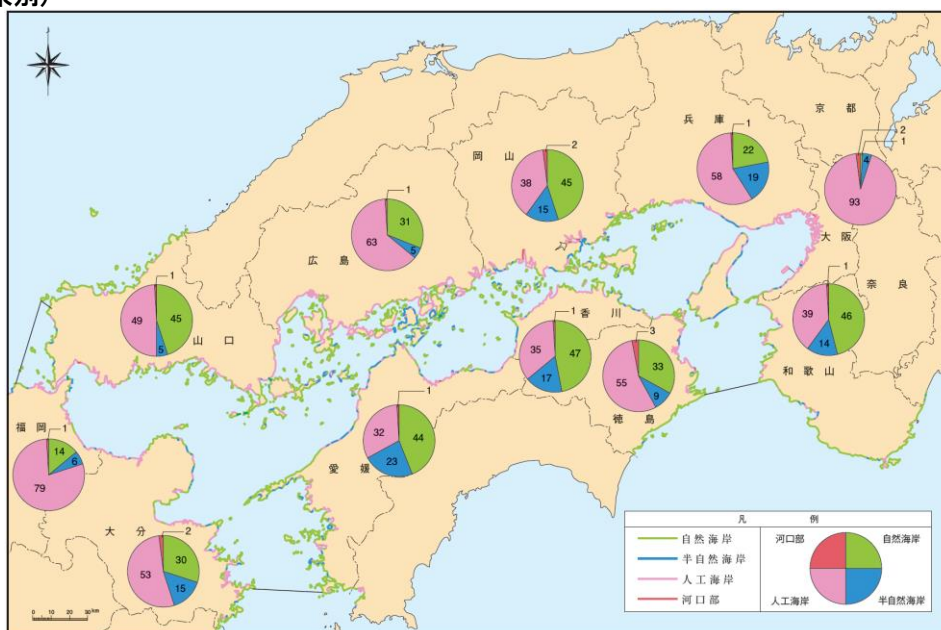 京 都
兵 庫
1
2
1
岡 山
2
22
4
38
45
58
19
93
1
15
大 阪
31
広 島
63
5
奈 良
1
1
香 川
1
3
49
45
39
46
5
山 口
35
47
33
14
和 歌 山
17
55
9
1
徳 島
福 岡
1
32
44
14
6
愛 媛
23
79
大 分
2
30
53
15
凡 例
自然海岸
半自然海岸
人工海岸
河口部
河口部
自然海岸
人工海岸
半自然海岸
0 10 20 30km